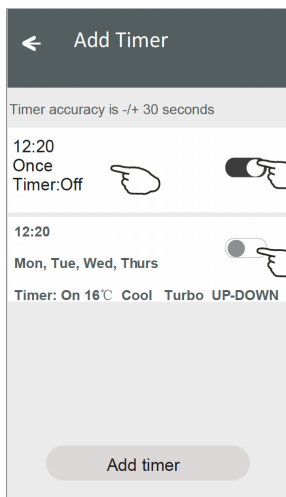 Add Timer
Timer accuracy is -/+ 30 seconds
12:20
Once
Timer:Off
12:20
Mon, Tue, Wed, Thurs
Timer: On 16℃ Cool Turbo UP-DOWN
Add timer